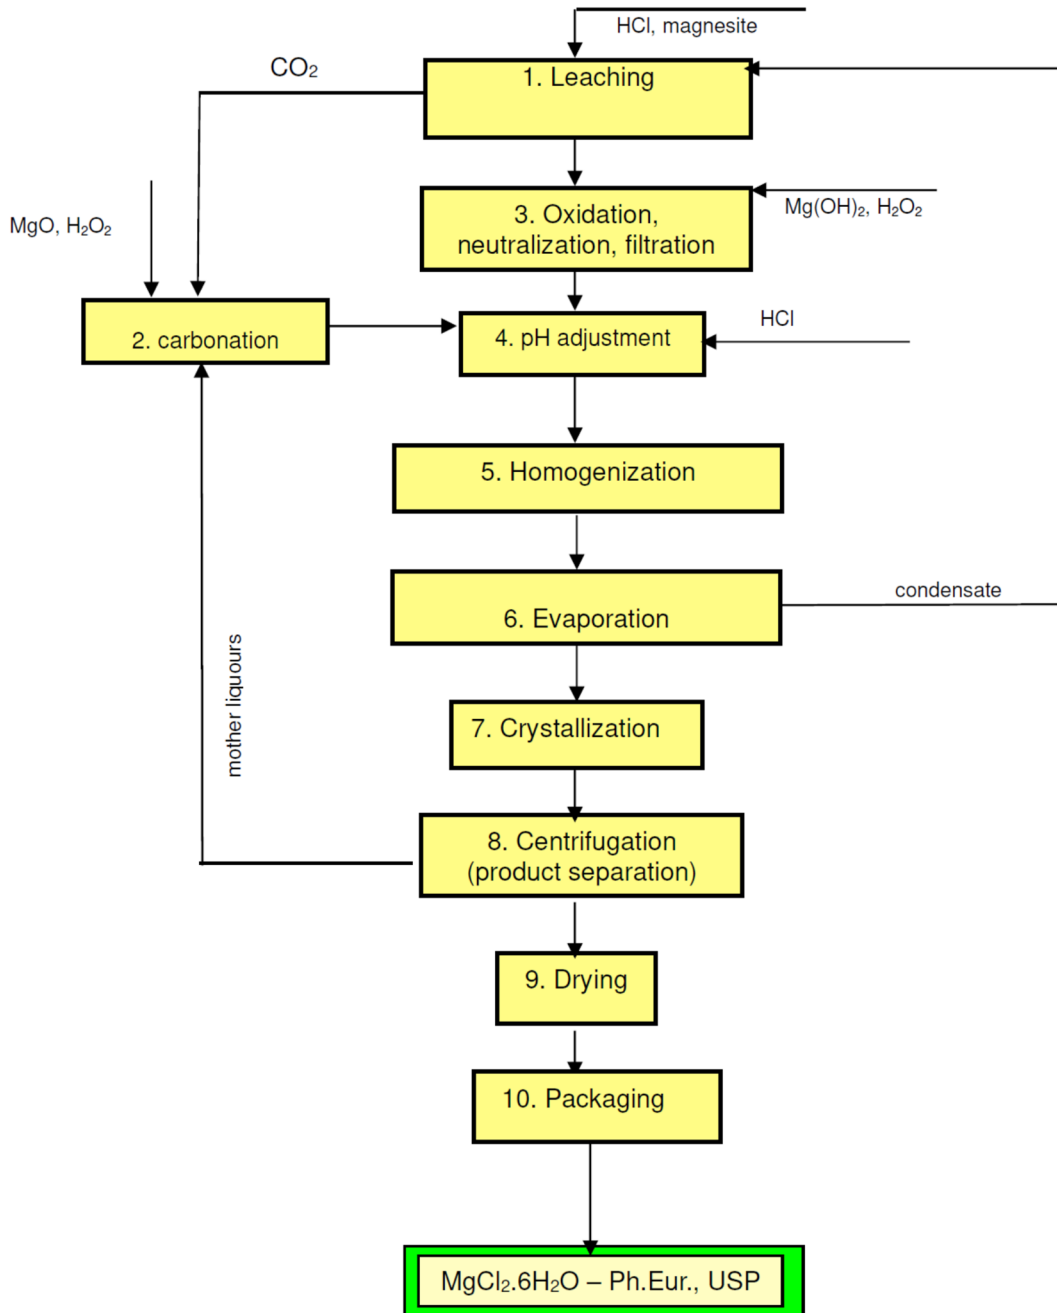 HCl, magnesite
CO₂
1. Leaching
MgO, H₂O₂
3. Oxidation,
neutralization, filtration
Mg(OH)₂, H₂O₂
2. carbonation
4. pH adjustment
HCl
5. Homogenization
6. Evaporation
condensate
mother liquours
7. Crystallization
8. Centrifugation
(product separation)
9. Drying
10. Packaging
MgCl₂.6H₂O – Ph.Eur., USP